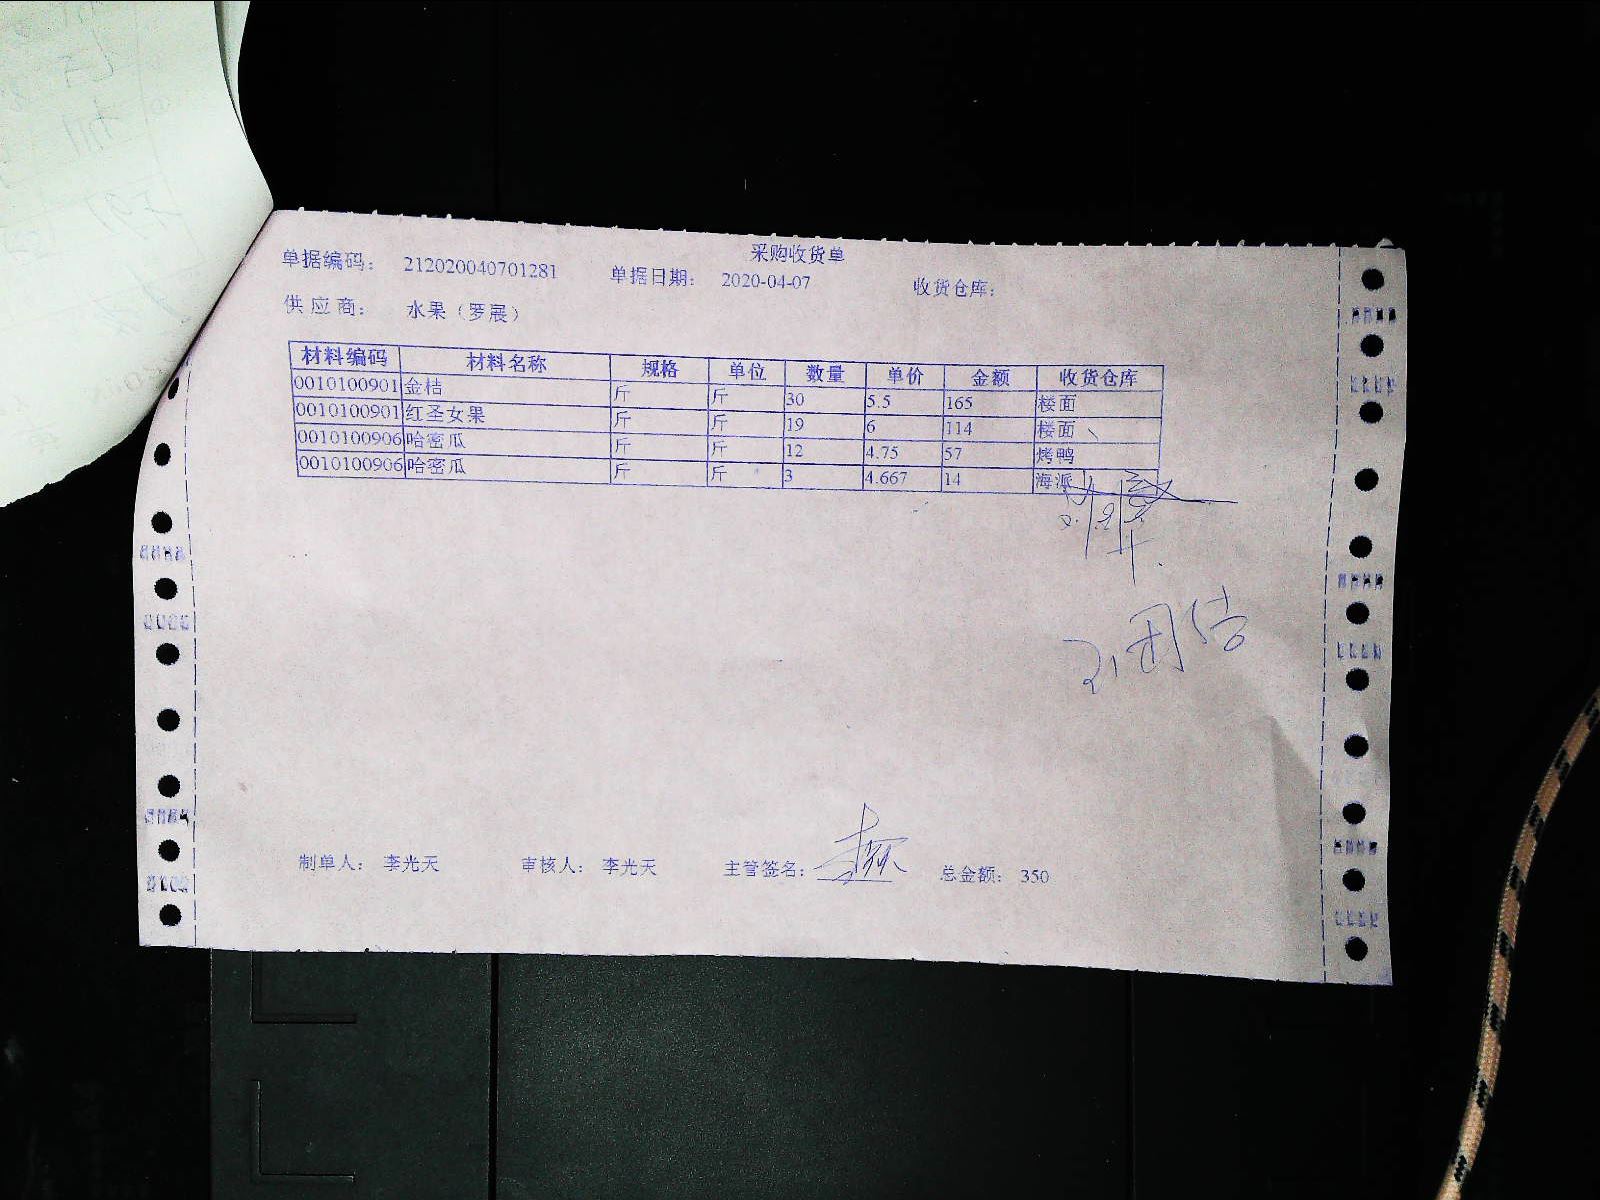 采购收货单
单据编码: 212020040701281 单据日期: 2020-04-07 收货仓库:
供应商: 水果(罗展)
材料编码 材料名称 规格 单位 数量 单价 金额 收货仓库
0010100901 金桔 斤 斤 30 5.5 165 楼面
0010100901 红圣女果 斤 斤 19 6 114 楼面
0010100906 哈密瓜 斤 斤 12 4.75 57 烤鸭
0010100906 哈密瓜 斤 斤 3 4.667 14 海派
制单人: 李光天 审核人: 李光天 主管签名: 总金额: 350